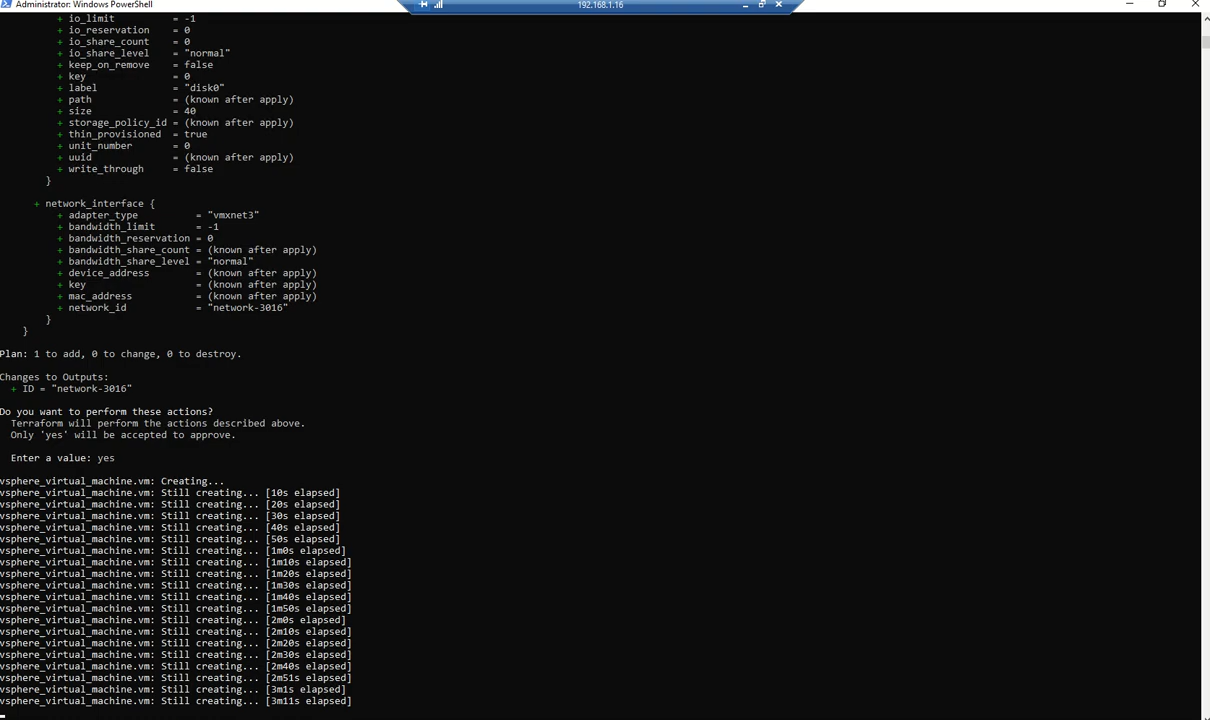 Administrator: Windows PowerShell
192.168.1.16
+ io_limit = -1
+ io_reservation = 0
+ io_share_count = 0
+ io_share_level = "normal"
+ keep_on_remove = false
+ key = 0
+ label = "disk0"
+ path = (known after apply)
+ size = 40
+ storage_policy_id = (known after apply)
+ thin_provisioned = true
+ unit_number = 0
+ uuid = (known after apply)
+ write_through = false
}
+ network_interface {
+ adapter_type = "vmxnet3"
+ bandwidth_limit = -1
+ bandwidth_reservation = 0
+ bandwidth_share_count = (known after apply)
+ bandwidth_share_level = "normal"
+ device_address = (known after apply)
+ key = (known after apply)
+ mac_address = (known after apply)
+ network_id = "network-3016"
}
}
Plan: 1 to add, 0 to change, 0 to destroy.
Changes to Outputs:
+ ID = "network-3016"
Do you want to perform these actions?
Terraform will perform the actions described above.
Only 'yes' will be accepted to approve.
Enter a value: yes
vsphere_virtual_machine.vm: Creating...
vsphere_virtual_machine.vm: Still creating... [10s elapsed]
vsphere_virtual_machine.vm: Still creating... [20s elapsed]
vsphere_virtual_machine.vm: Still creating... [30s elapsed]
vsphere_virtual_machine.vm: Still creating... [40s elapsed]
vsphere_virtual_machine.vm: Still creating... [50s elapsed]
vsphere_virtual_machine.vm: Still creating... [1m0s elapsed]
vsphere_virtual_machine.vm: Still creating... [1m10s elapsed]
vsphere_virtual_machine.vm: Still creating... [1m20s elapsed]
vsphere_virtual_machine.vm: Still creating... [1m30s elapsed]
vsphere_virtual_machine.vm: Still creating... [1m40s elapsed]
vsphere_virtual_machine.vm: Still creating... [1m50s elapsed]
vsphere_virtual_machine.vm: Still creating... [2m0s elapsed]
vsphere_virtual_machine.vm: Still creating... [2m10s elapsed]
vsphere_virtual_machine.vm: Still creating... [2m20s elapsed]
vsphere_virtual_machine.vm: Still creating... [2m30s elapsed]
vsphere_virtual_machine.vm: Still creating... [2m40s elapsed]
vsphere_virtual_machine.vm: Still creating... [2m51s elapsed]
vsphere_virtual_machine.vm: Still creating... [3m1s elapsed]
vsphere_virtual_machine.vm: Still creating... [3m11s elapsed]